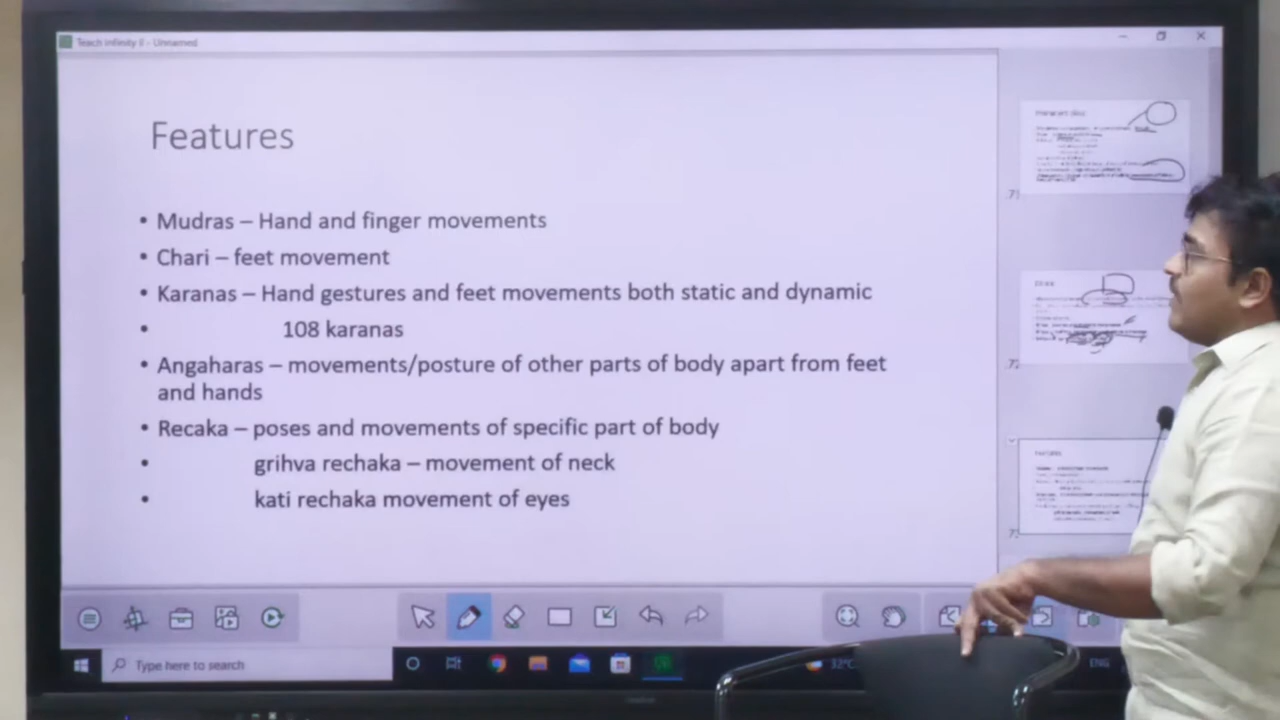 Teach Infinity II - Unnamed
Features
• Mudras – Hand and finger movements
• Chari – feet movement
• Karanas – Hand gestures and feet movements both static and dynamic
• 108 karanas
• Angaharas – movements/posture of other parts of body apart from feet
and hands
• Recaka – poses and movements of specific part of body
• grihva rechaka – movement of neck
• kati rechaka movement of eyes
71
72
Type here to search
32°C
ENG